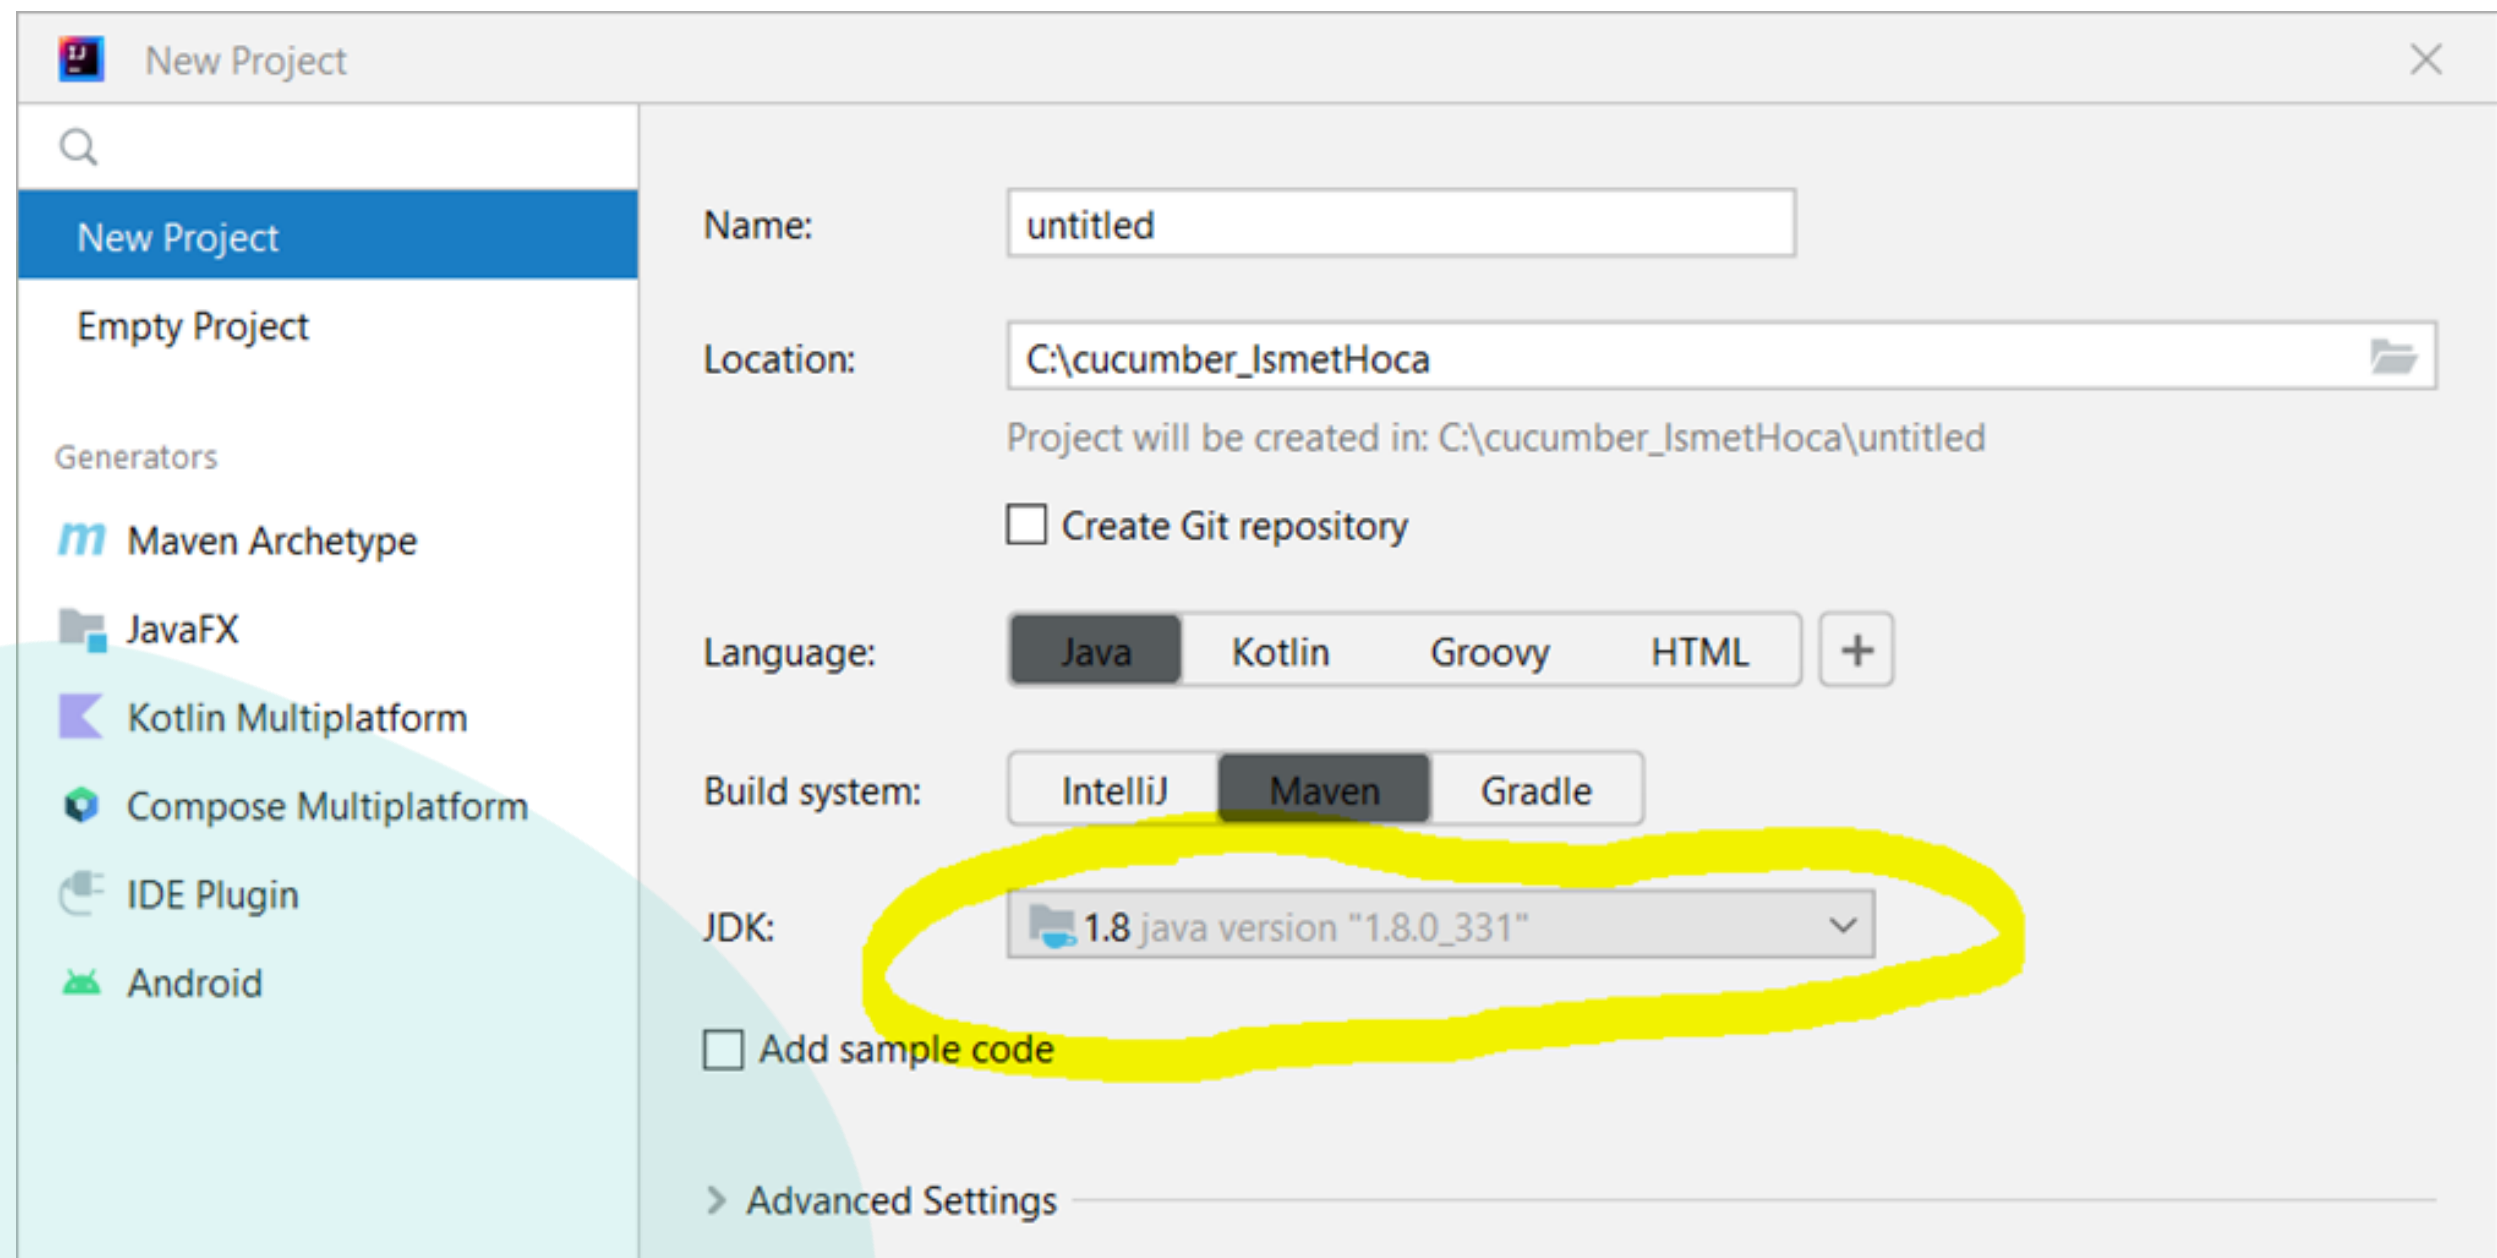 New Project
New Project
Empty Project
Generators
Maven Archetype
JavaFX
Kotlin Multiplatform
Compose Multiplatform
IDE Plugin
Android
Name: untitled
Location: C:\cucumber_IsmetHoca
Project will be created in: C:\cucumber_IsmetHoca\untitled
Create Git repository
Language: Java Kotlin Groovy HTML +
Build system: IntelliJ Maven Gradle
JDK: 1.8 java version "1.8.0_331"
Add sample code
Advanced Settings